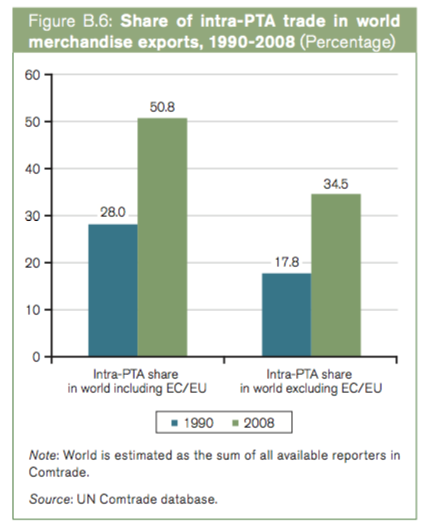 Figure B.6: Share of intra-PTA trade in world
merchandise exports, 1990-2008 (Percentage)
60
50
40
30
20
10
0
28.0
50.8
17.8
34.5
Intra-PTA share
in world including EC/EU
Intra-PTA share
in world excluding EC/EU
1990 2008
Note: World is estimated as the sum of all available reporters in
Comtrade.
Source: UN Comtrade database.